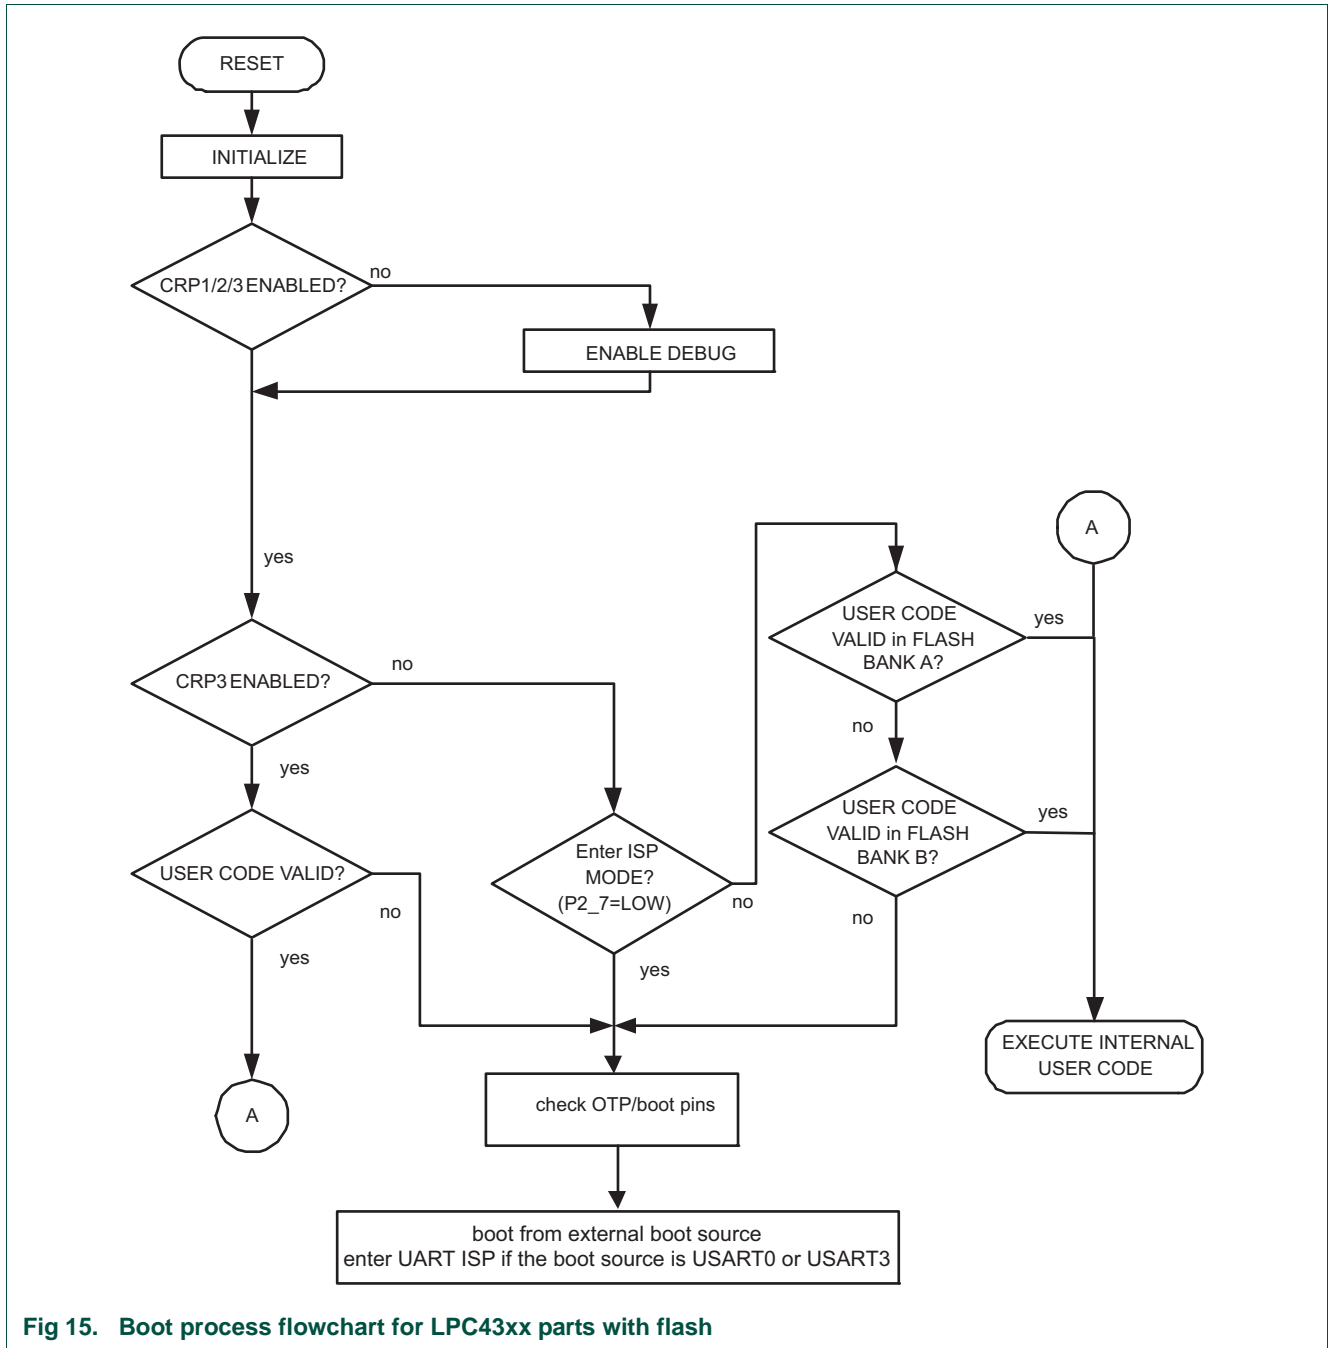 RESET
INITIALIZE
CRP1/2/3 ENABLED?
no
ENABLE DEBUG
yes
CRP3 ENABLED?
no
yes
USER CODE VALID?
no
yes
A
Enter ISP
MODE?
(P2_7=LOW)
no
yes
USER CODE
VALID in FLASH
BANK A?
yes
no
USER CODE
VALID in FLASH
BANK B?
yes
no
A
EXECUTE INTERNAL
USER CODE
check OTP/boot pins
boot from external boot source
enter UART ISP if the boot source is USART0 or USART3
Fig 15. Boot process flowchart for LPC43xx parts with flash